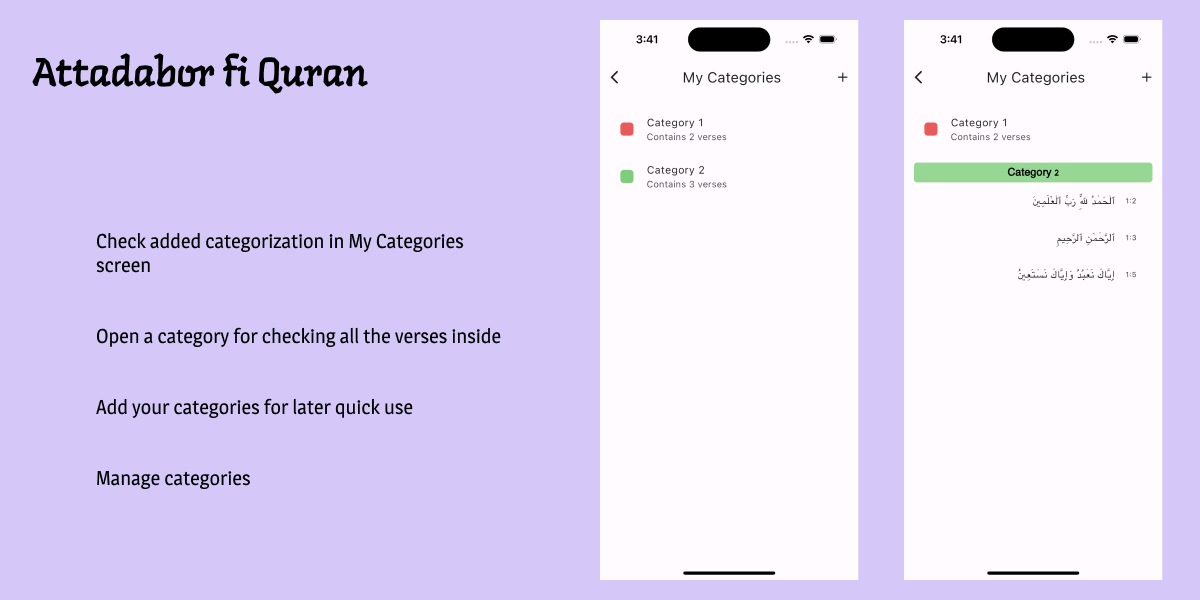 Attadabor fi Quran
Check added categorization in My Categories
screen
Open a category for checking all the verses inside
Add your categories for later quick use
Manage categories
3:41
My Categories
+
Category 1
Contains 2 verses
Category 2
Contains 3 verses
3:41
My Categories
+
Category 1
Contains 2 verses
Category 2
ٱلۡحَمۡدُ لِلَّهِ رَبِّ ٱلۡعَٰلَمِينَ 1:2
ٱلرَّحۡمَٰنِ ٱلرَّحِيمِ 1:3
إِيَّاكَ نَعۡبُدُ وَإِيَّاكَ نَسۡتَعِينُ 1:5